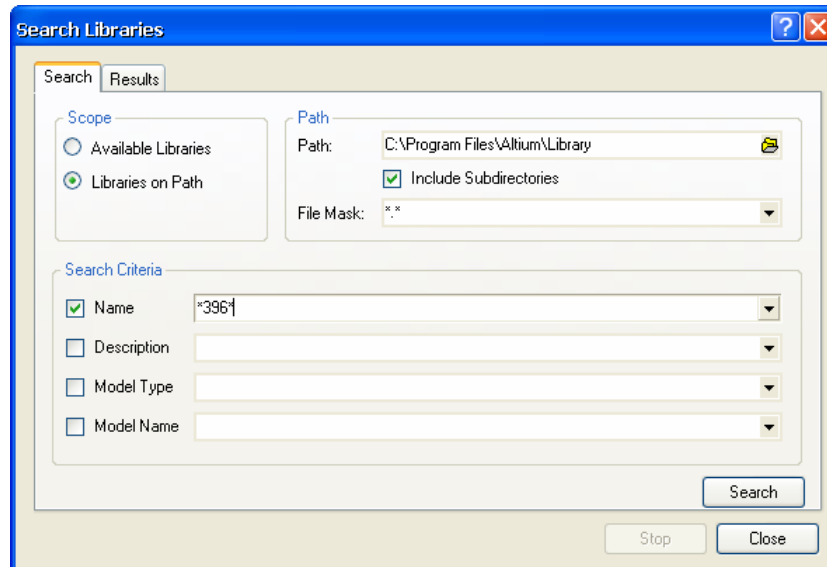 Search Libraries
Search Results
Scope
Available Libraries
Libraries on Path
Path
Path: C:\Program Files\Altium\Library
Include Subdirectories
File Mask: *.*
Search Criteria
Name *396*
Description
Model Type
Model Name
Search
Stop Close